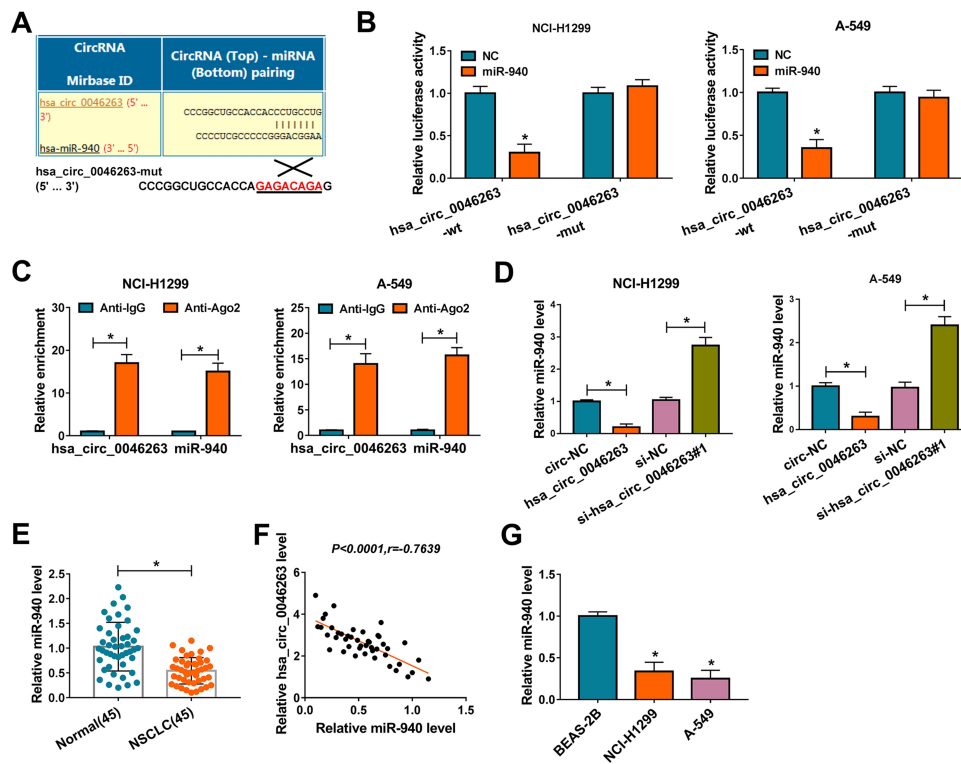 A
CircRNA
Mirbase ID
CircRNA (Top) - miRNA
(Bottom) pairing
hsa_circ_0046263 (5' ...
3')
CCCGGCUGCCACCACCCUGCCUG
hsa-miR-940 (3' ... 5')
CCCCUCGCCCCCGGGACGGAA
hsa_circ_0046263-mut
(5' ... 3')
CCCGGCUGCCACCAGAGACAGAG
B
NCI-H1299
Relative luciferase activity
NC
miR-940
1.5
1.0
0.5
0.0
*
hsa_circ_0046263
-wt
hsa_circ_0046263
-mut
A-549
Relative luciferase activity
NC
miR-940
1.5
1.0
0.5
0.0
*
hsa_circ_0046263
-wt
hsa_circ_0046263
-mut
C
NCI-H1299
Relative enrichment
Anti-IgG
Anti-Ago2
30
20
10
0
*
*
hsa_circ_0046263
miR-940
A-549
Relative enrichment
Anti-IgG
Anti-Ago2
25
20
15
10
5
0
*
*
hsa_circ_0046263
miR-940
D
NCI-H1299
Relative miR-940 level
4
3
2
1
0
*
*
circ-NC
hsa_circ_0046263
si-NC
si-hsa_circ_0046263#1
A-549
Relative miR-940 level
3
2
1
0
*
*
circ-NC
hsa_circ_0046263
si-NC
si-hsa_circ_0046263#1
E
Relative miR-940 level
2.5
2.0
1.5
1.0
0.5
0.0
*
Normal(45)
NSCLC(45)
F
P<0.0001,r=-0.7639
Relative hsa_circ_0046263 level
6
4
2
0
0.0
0.5
1.0
1.5
Relative miR-940 level
G
Relative miR-940 level
1.5
1.0
0.5
0.0
*
*
BEAS-2B
NCI-H1299
A-549